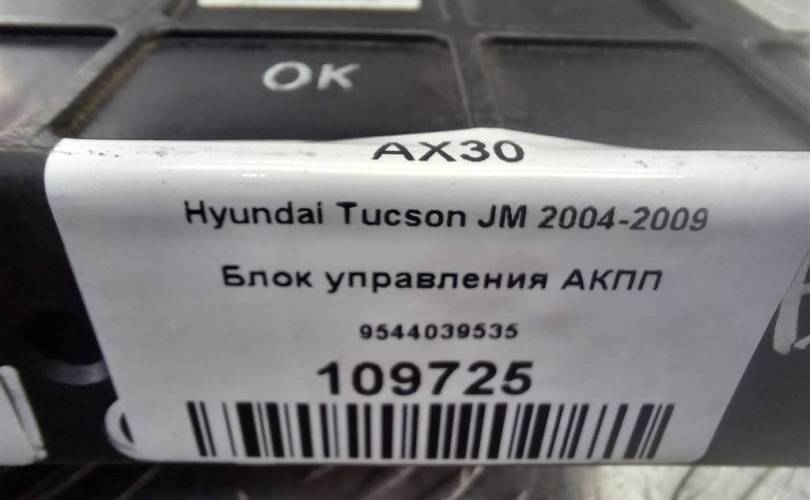 OK
AX30
Hyundai Tucson JM 2004-2009
Блок управления АКПП
9544039535
109725